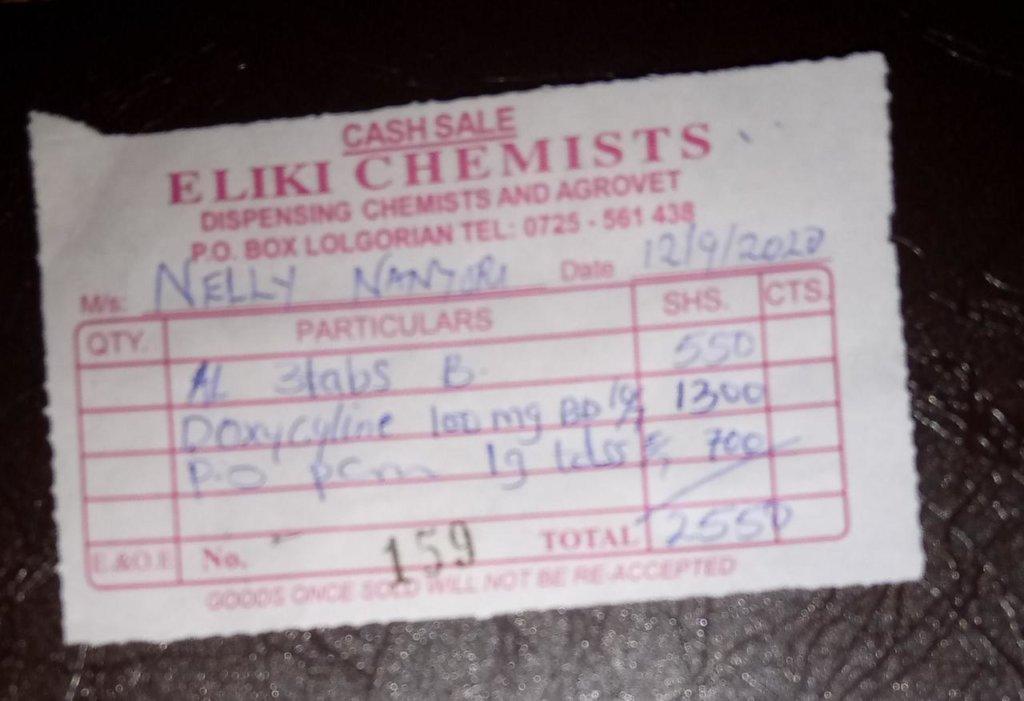 CASH SALE
ELIKI CHEMISTS
DISPENSING CHEMISTS AND AGROVET
P.O. BOX LOLGORIAN TEL: 0725 - 561 438
M/s: NELLY Date 12/9/2020
QTY. PARTICULARS SHS. CTS.
AL 3tabs B. 550
Doxycyline 100mg BD 1300
P.O pcm 1g 700
E.&O.E No. 159 TOTAL 2550
GOODS ONCE SOLD WILL NOT BE RE-ACCEPTED